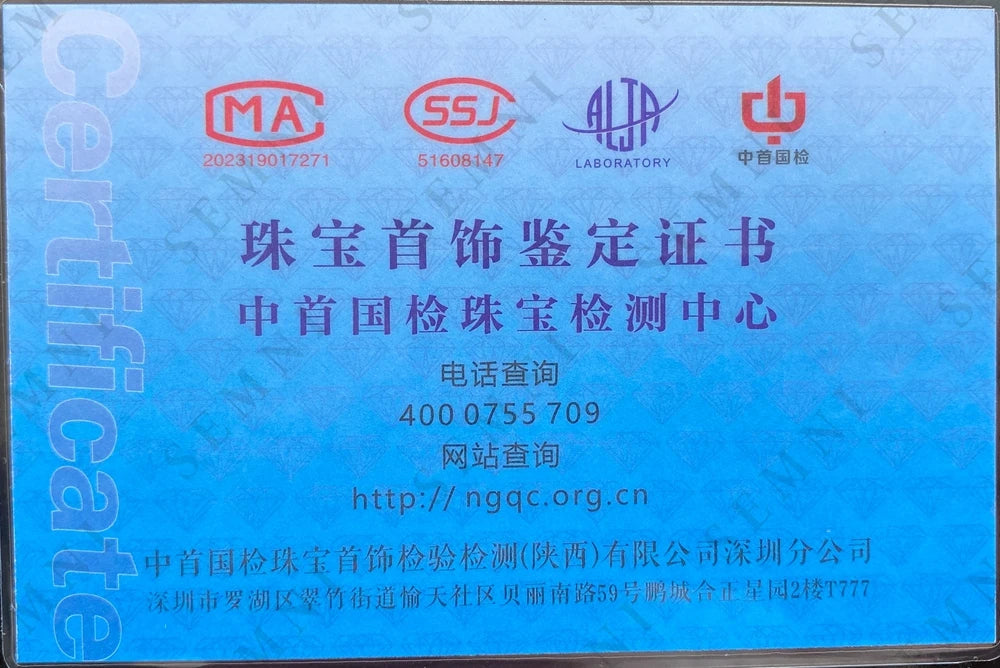 Certificate
CMA
202319017271
SSJ
51608147
ALJA
LABORATORY
中首国检
珠宝首饰鉴定证书
中首国检珠宝检测中心
电话查询
400 0755 709
网站查询
http:// ngqc.org.cn
中首国检珠宝首饰检验检测(陕西)有限公司深圳分公司
深圳市罗湖区翠竹街道愉天社区贝丽南路59号鹏城合正星园2楼T777
SEMNI